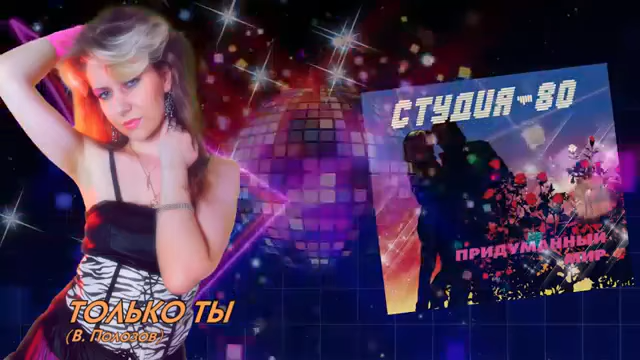 СТУДИЯ-80
ПРИДУМАННЫЙ
МИР
ТОЛЬКО ТЫ
(В. Полозов)